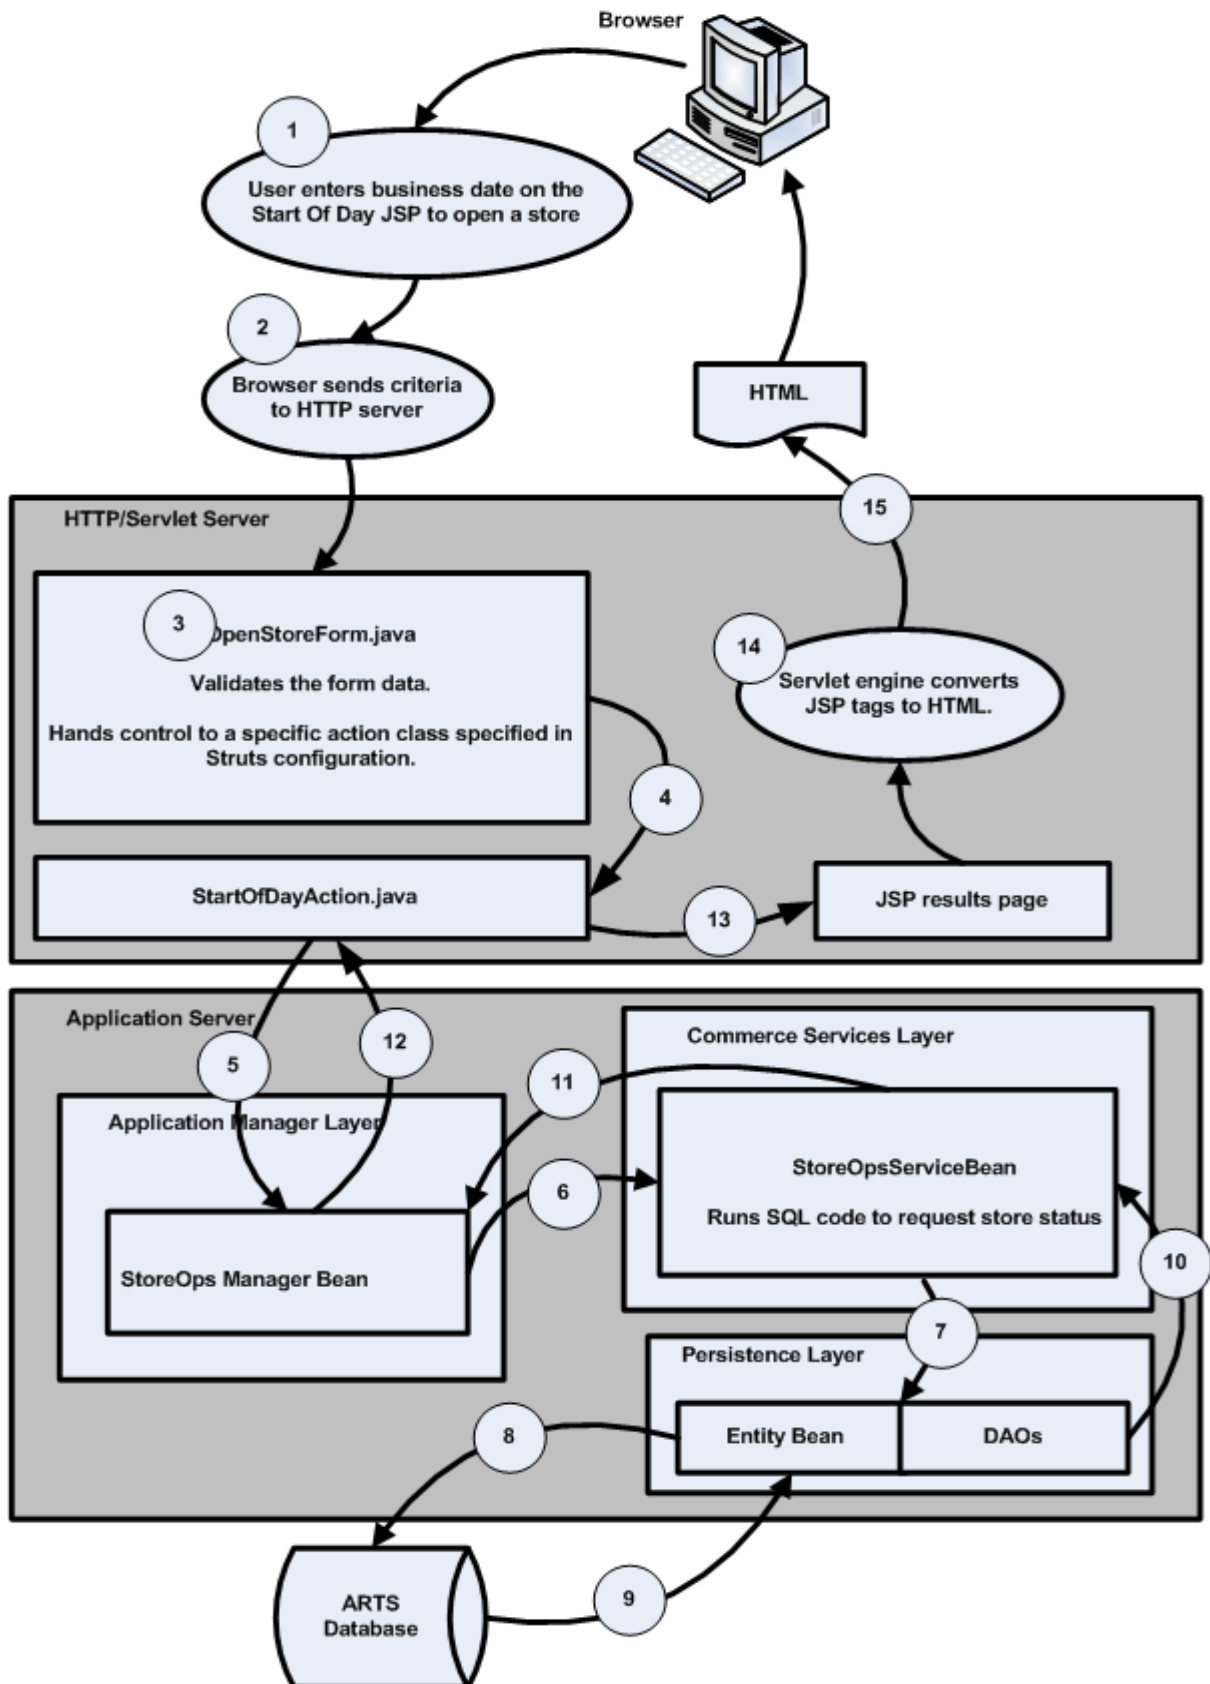 Browser
1
User enters business date on the
Start Of Day JSP to open a store
2
Browser sends criteria
to HTTP server
HTML
15
HTTP/Servlet Server
3
OpenStoreForm.java
Validates the form data.
Hands control to a specific action class specified in
Struts configuration.
14
Servlet engine converts
JSP tags to HTML.
4
StartOfDayAction.java
13
JSP results page
Application Server
5
12
Commerce Services Layer
11
Application Manager Layer
StoreOpsServiceBean
Runs SQL code to request store status
6
StoreOps Manager Bean
10
7
Persistence Layer
8
Entity Bean
DAOs
9
ARTS
Database